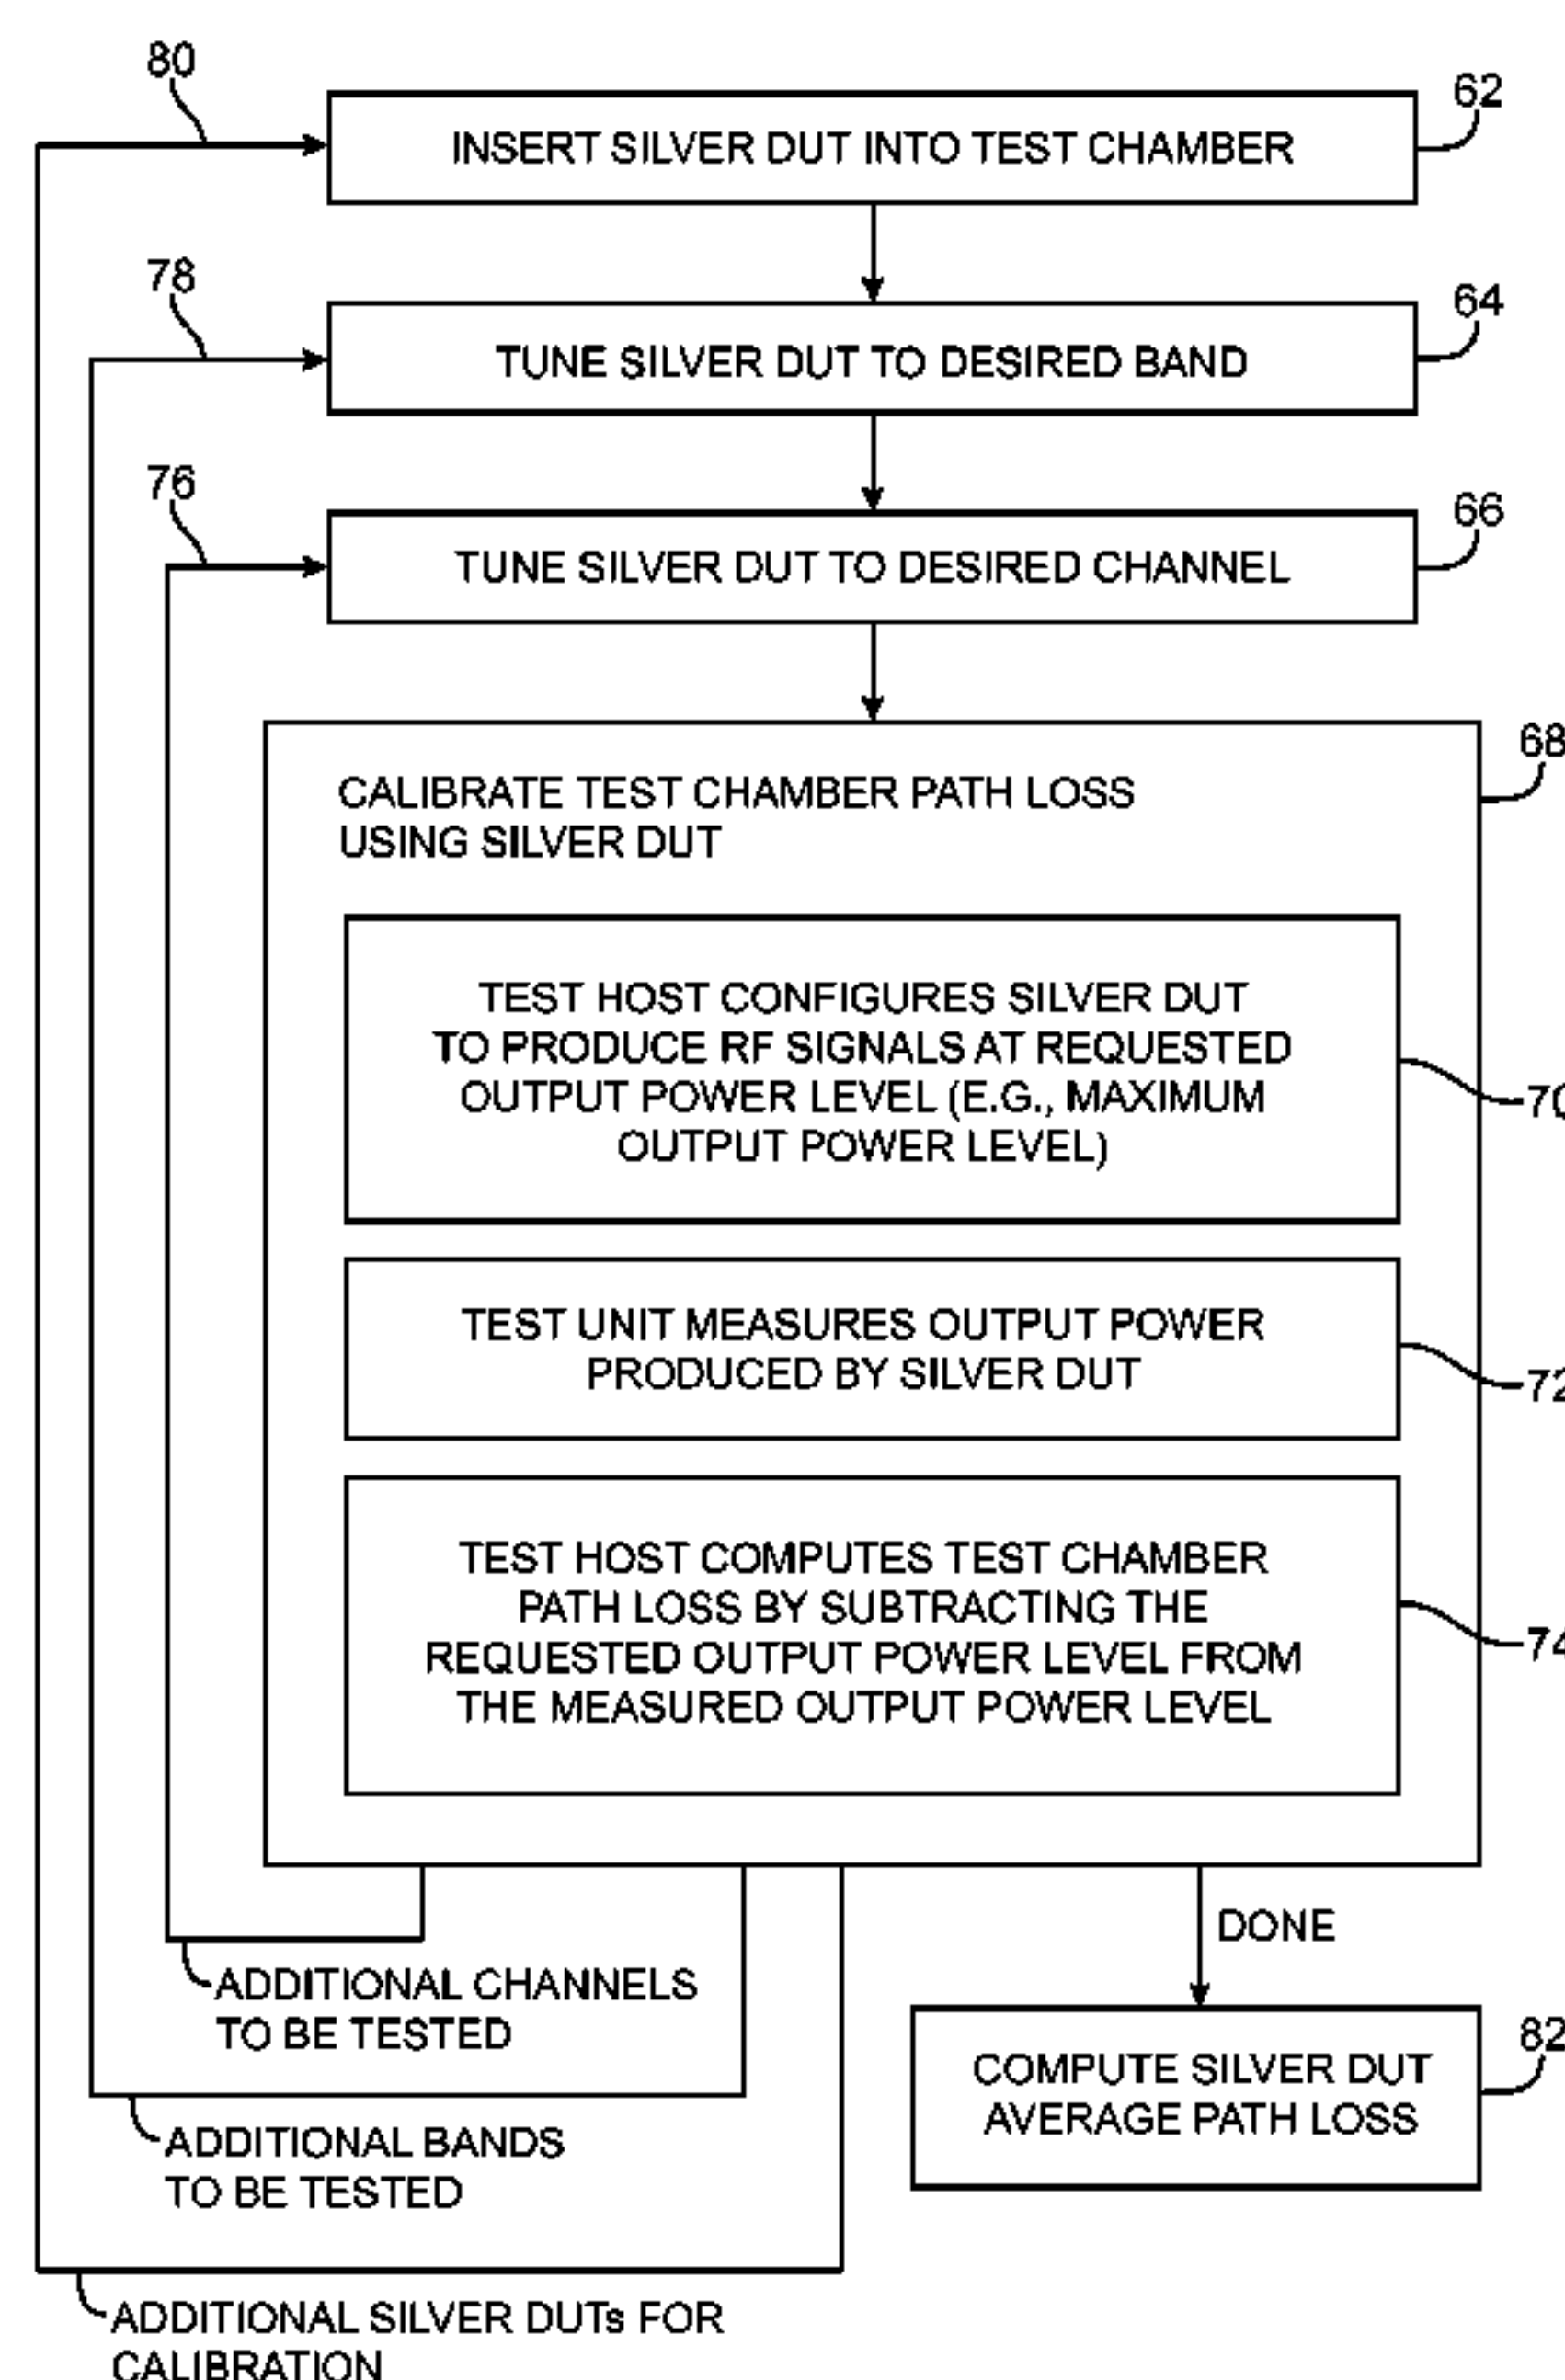 80
62
INSERT SILVER DUT INTO TEST CHAMBER
78
64
TUNE SILVER DUT TO DESIRED BAND
76
66
TUNE SILVER DUT TO DESIRED CHANNEL
68
CALIBRATE TEST CHAMBER PATH LOSS
USING SILVER DUT
TEST HOST CONFIGURES SILVER DUT
TO PRODUCE RF SIGNALS AT REQUESTED
OUTPUT POWER LEVEL (E.G., MAXIMUM
OUTPUT POWER LEVEL)
70
TEST UNIT MEASURES OUTPUT POWER
PRODUCED BY SILVER DUT
72
TEST HOST COMPUTES TEST CHAMBER
PATH LOSS BY SUBTRACTING THE
REQUESTED OUTPUT POWER LEVEL FROM
THE MEASURED OUTPUT POWER LEVEL
74
DONE
ADDITIONAL CHANNELS
TO BE TESTED
82
COMPUTE SILVER DUT
AVERAGE PATH LOSS
ADDITIONAL BANDS
TO BE TESTED
ADDITIONAL SILVER DUTs FOR
CALIBRATION